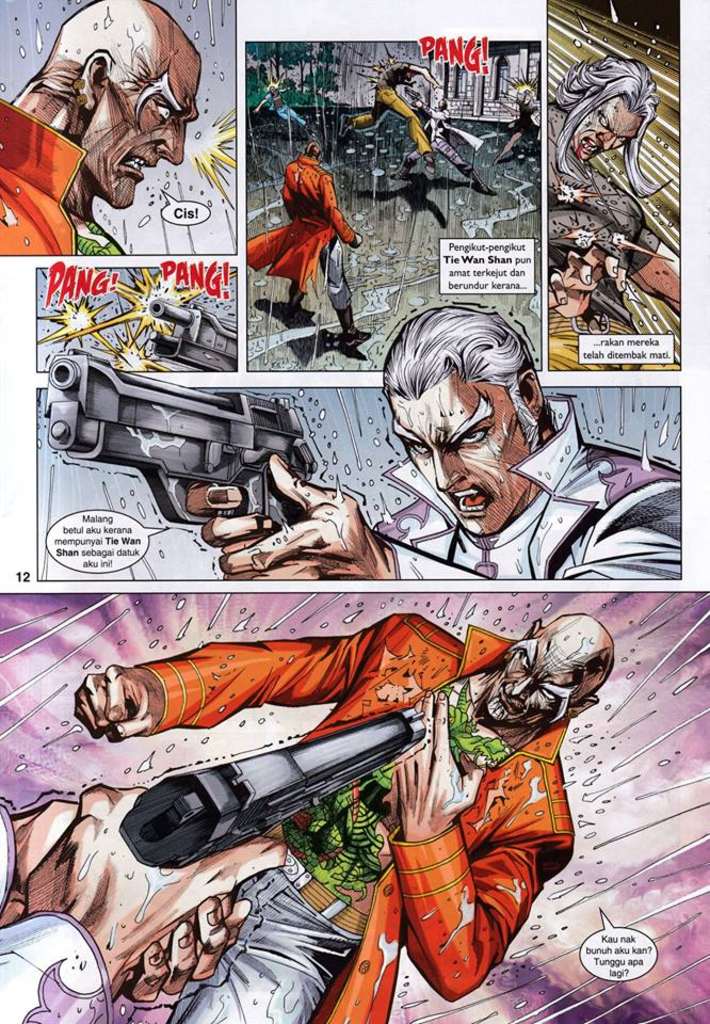 Cis!
PANG!
Pengikut-pengikut
Tie Wan Shan pun
amat terkejut dan
berundur kerana...
...rakan mereka
telah ditembak mati.
PANG!
PANG!
Malang
betul aku kerana
mempunyai Tie Wan
Shan sebagai datuk
aku ini!
12
Kau nak
bunuh aku kan?
Tunggu apa
lagi?